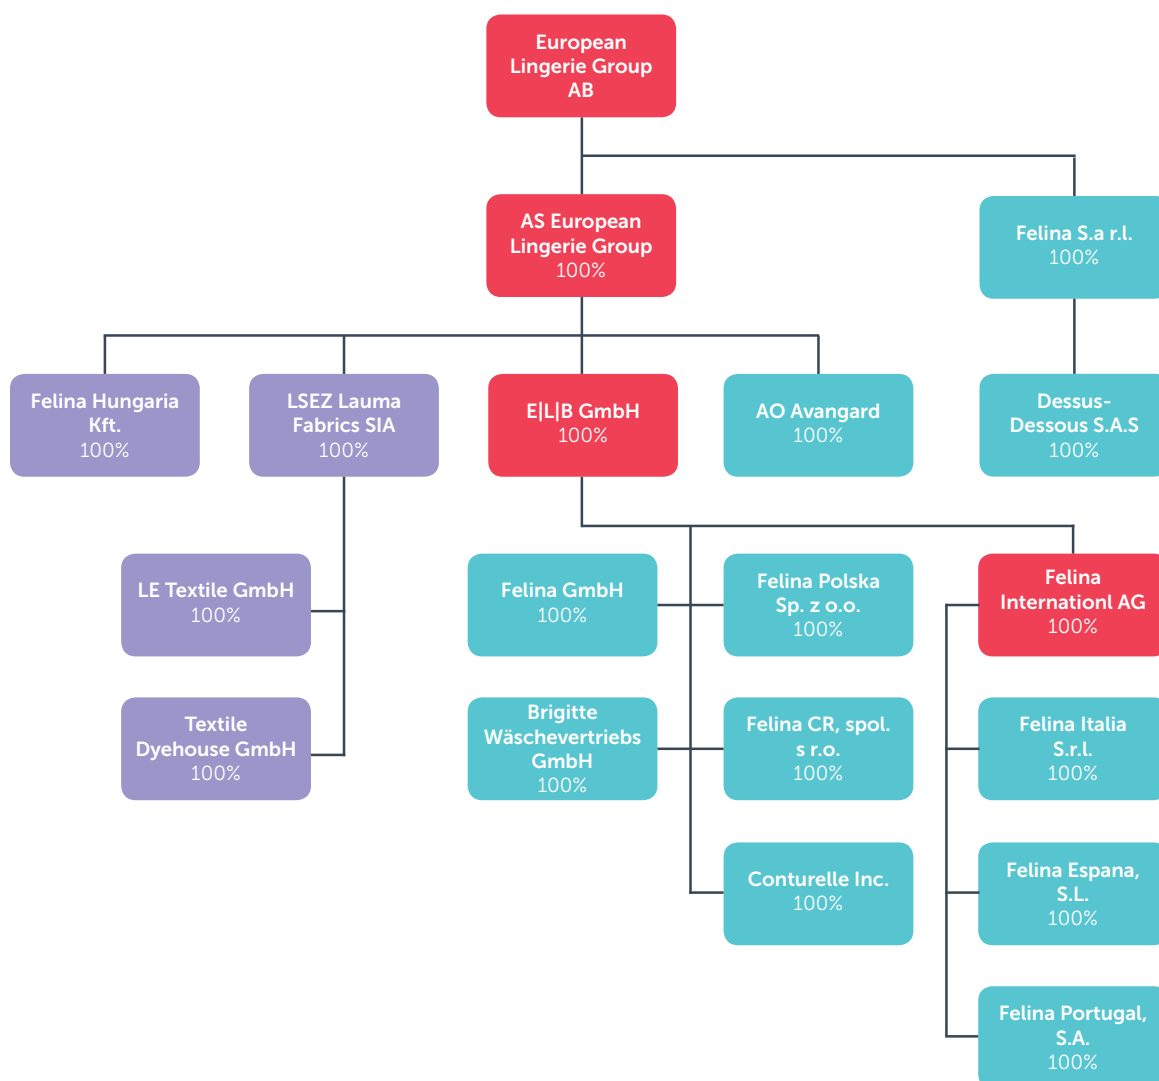 European
Lingerie Group
AB
AS European
Lingerie Group
100%
Felina S.a r.l.
100%
Felina Hungaria
Kft.
100%
LSEZ Lauma
Fabrics SIA
100%
E|L|B GmbH
100%
AO Avangard
100%
Dessus-
Dessous S.A.S
100%
LE Textile GmbH
100%
Felina GmbH
100%
Felina Polska
Sp. z o.o.
100%
Felina
Internationl AG
100%
Textile
Dyehouse GmbH
100%
Brigitte
Wäschevertriebs
GmbH
100%
Felina CR, spol.
s r.o.
100%
Felina Italia
S.r.l.
100%
Conturelle Inc.
100%
Felina Espana,
S.L.
100%
Felina Portugal,
S.A.
100%